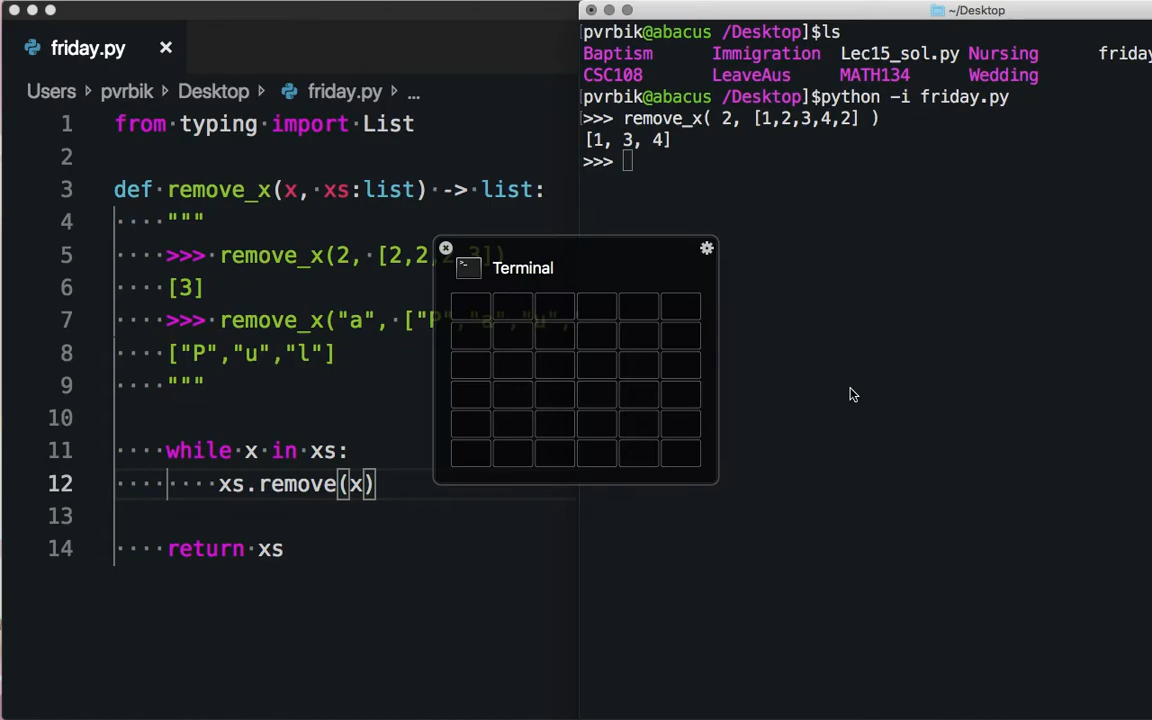 friday.py
Users pvrbik Desktop friday.py ...
1 from typing import List
2
3 def remove_x(x, xs:list) -> list:
4 """
5 >>> remove_x(2, [2,2,2,3])
6 [3]
7 >>> remove_x("a", ["P","a","u",
8 ["P","u","l"]
9 """
10
11 while x in xs:
12 xs.remove(x)
13
14 return xs
Terminal
~/Desktop
[pvrbik@abacus /Desktop]$ls
Baptism Immigration Lec15_sol.py Nursing friday
CSC108 LeaveAus MATH134 Wedding
[pvrbik@abacus /Desktop]$python -i friday.py
[>>> remove_x( 2, [1,2,3,4,2] )
[1, 3, 4]
>>>